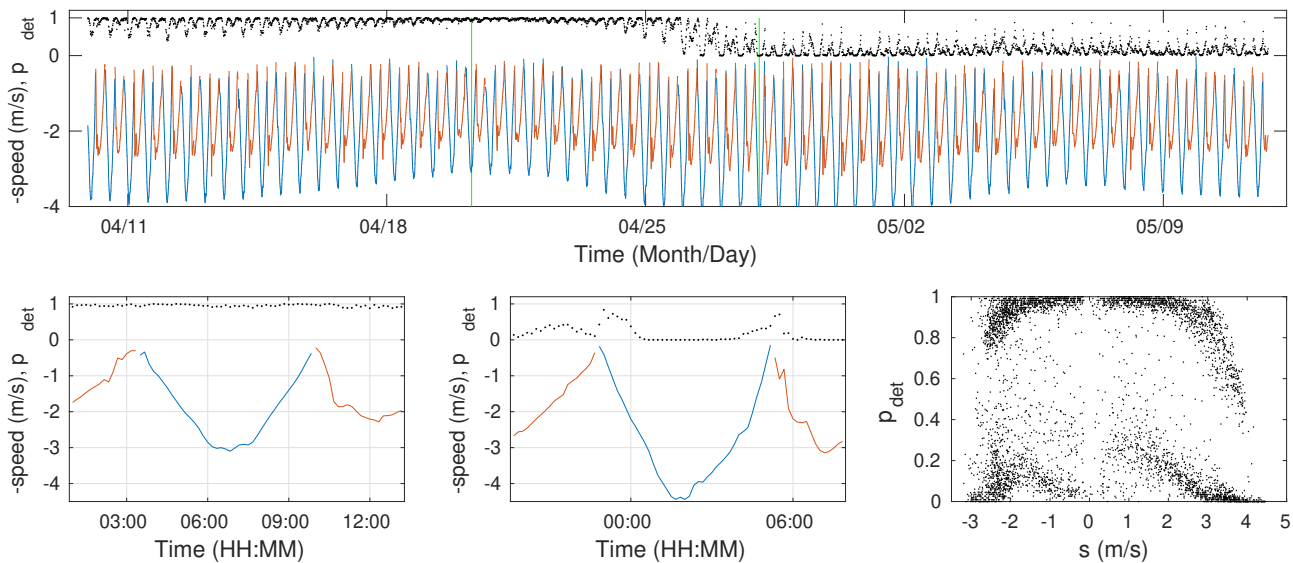 -speed (m/s), p det
1
0
-2
-4
04/11 04/18 04/25 05/02 05/09
Time (Month/Day)
-speed (m/s), p det
1
0
-1
-2
-3
-4
03:00 06:00 09:00 12:00
Time (HH:MM)
-speed (m/s), p det
1
0
-1
-2
-3
-4
00:00 06:00
Time (HH:MM)
p det
1
0.8
0.6
0.4
0.2
0
-3 -2 -1 0 1 2 3 4 5
s (m/s)